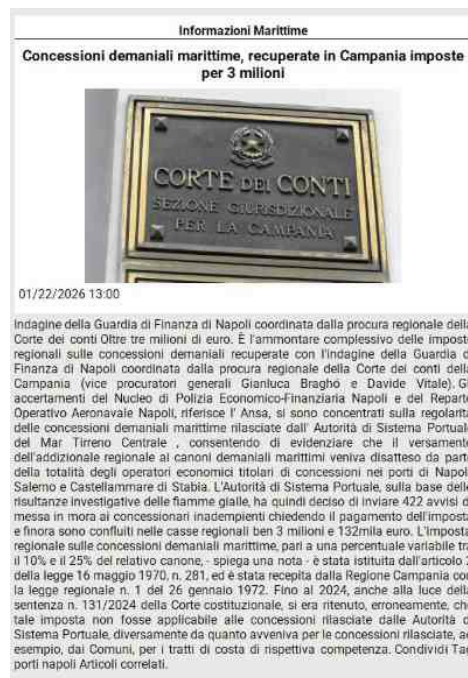 Informazioni Marittime
Concessioni demaniali marittime, recuperate in Campania imposte
per 3 milioni
CORTE DEI CONTI
SEZIONE GIURISDIZIONALE
PER LA CAMPANIA
01/22/2026 13:00
Indagine della Guardia di Finanza di Napoli coordinata dalla procura regionale della
Corte dei conti Oltre tre milioni di euro. È l'ammontare complessivo delle imposte
regionali sulle concessioni demaniali recuperate con l'indagine della Guardia d
Finanza di Napoli coordinata dalla procura regionale della Corte dei conti della
Campania (vice procuratori generali Gianluca Braghò e Davide Vitale). G
accertamenti del Nucleo di Polizia Economico-Finanziaria Napoli e del Reparto
Operativo Aeronavale Napoli, riferisce l' Ansa, si sono concentrati sulla regolarità
delle concessioni demaniali marittime rilasciate dall' Autorità di Sistema Portuale
del Mar Tirreno Centrale , consentendo di evidenziare che il versamento
dell'addizionale regionale ai canoni demaniali marittimi veniva disatteso da parte
della totalità degli operatori economici titolari di concessioni nei porti di Napol
Salerno e Castellammare di Stabia. L'Autorità di Sistema Portuale, sulla base delle
risultanze investigative delle fiamme gialle, ha quindi deciso di inviare 422 avvisi d
messa in mora ai concessionari inadempienti chiedendo il pagamento dell'imposta
e finora sono confluiti nelle casse regionali ben 3 milioni e 132mila euro. L'imposta
regionale sulle concessioni demaniali marittime, pari a una percentuale variabile tra
il 10% e il 25% del relativo canone, - spiega una nota - è stata istituita dall'articolo 2
della legge 16 maggio 1970, n. 281, ed è stata recepita dalla Regione Campania con
la legge regionale n. 1 del 26 gennaio 1972. Fino al 2024, anche alla luce della
sentenza n. 131/2024 della Corte costituzionale, si era ritenuto, erroneamente, che
tale imposta non fosse applicabile alle concessioni rilasciate dalle Autorità d
Sistema Portuale, diversamente da quanto avveniva per le concessioni rilasciate, ad
esempio, dai Comuni, per i tratti di costa di rispettiva competenza. Condividi Tag
porti napoli Articoli correlati.